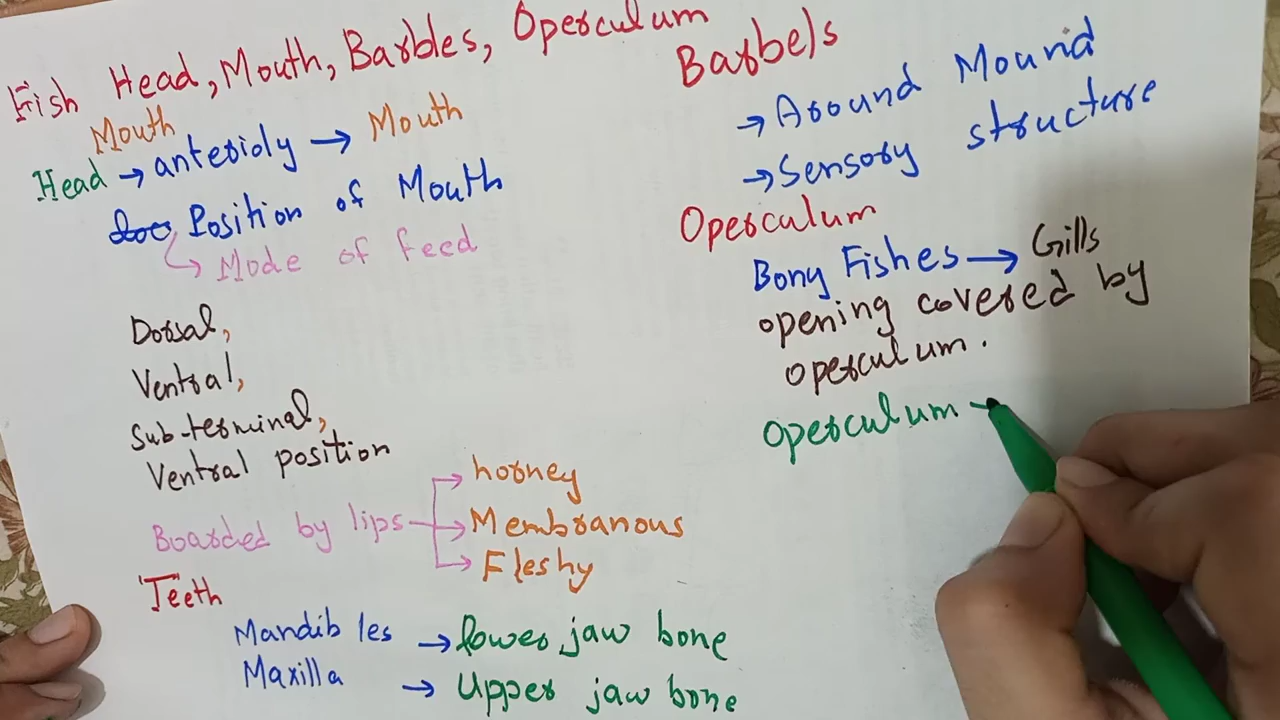 Fish Head, Mouth, Barbles, Operculum
Mouth
Head → anteridly → Mouth
Position of Mouth
↳ Mode of feed
Dorsal,
Ventral,
Sub-terminal,
Ventral position
Boarded by lips → horney
→ Membranous
→ Fleshy
Teeth
Mandibles → lower jaw bone
Maxilla → Upper jaw bone
Barbels
→ Around Mound
→ Sensory structure
Operculum
Bony Fishes → Gills
opening covered by
operculum.
operculum -